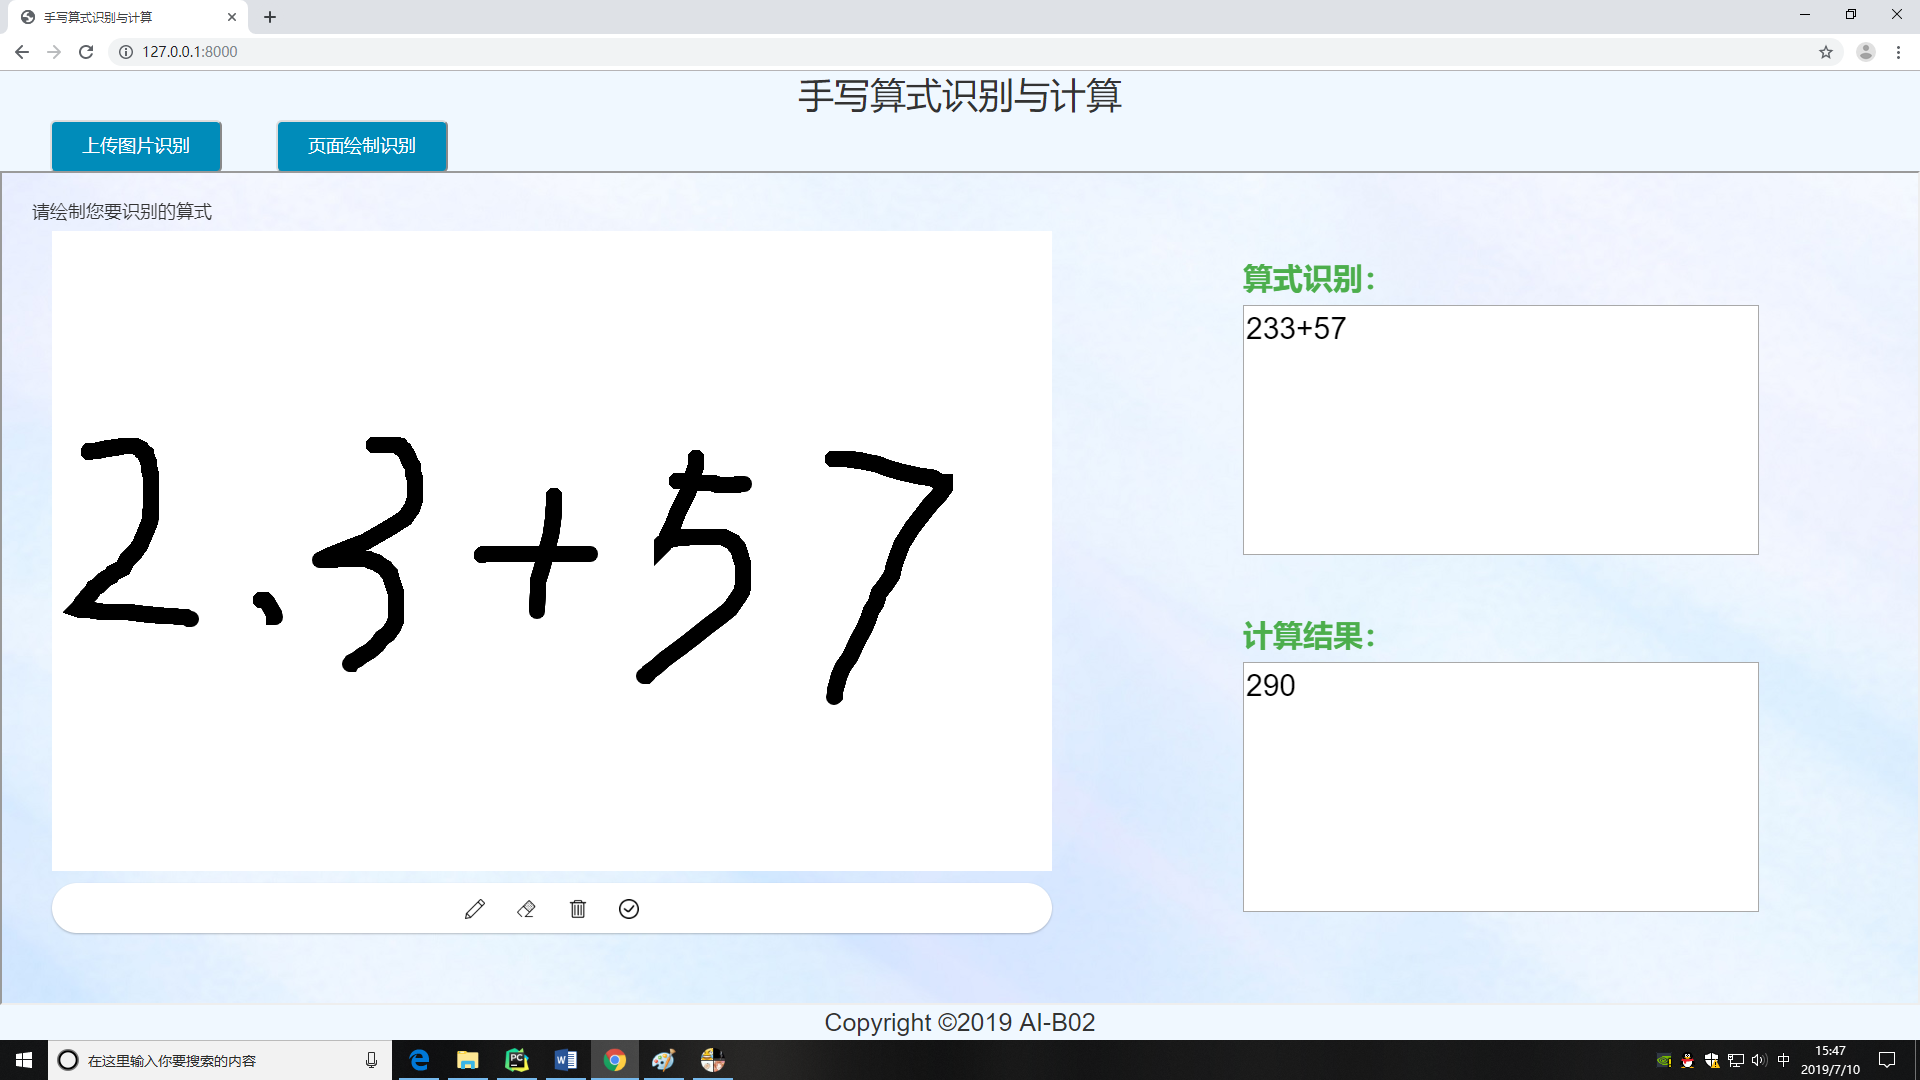 手写算式识别与计算
127.0.0.1:8000
手写算式识别与计算
上传图片识别
页面绘制识别
请绘制您要识别的算式
2.3+57
算式识别：
233+57
计算结果：
290
Copyright ©2019 AI-B02
在这里输入你要搜索的内容
中
15:47
2019/7/10